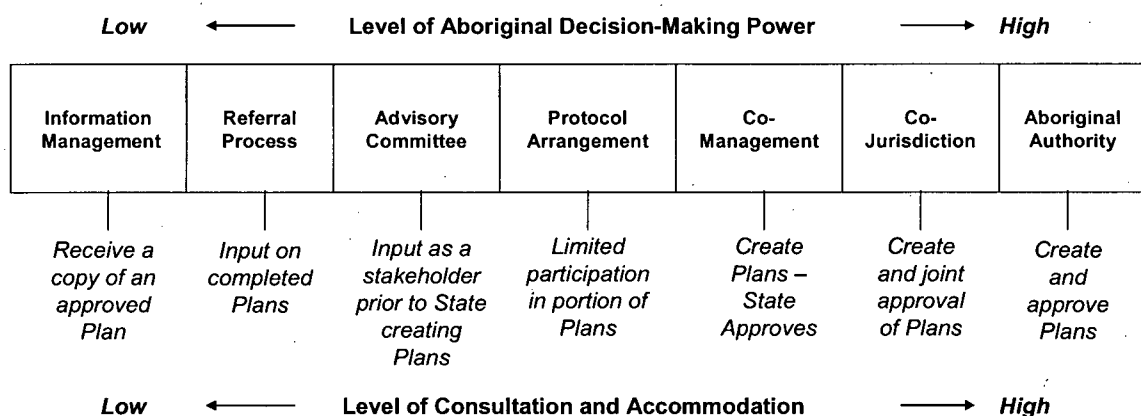 Low ← Level of Aboriginal Decision-Making Power → High
Information Management
Referral Process
Advisory Committee
Protocol Arrangement
Co-Management
Co-Jurisdiction
Aboriginal Authority
Receive a
copy of an
approved
Plan
Input on
completed
Plans
Input as a
stakeholder
prior to State
creating
Plans
Limited
participation
in portion of
Plans
Create
Plans –
State
Approves
Create
and joint
approval
of Plans
Create
and
approve
Plans
Low ← Level of Consultation and Accommodation → High